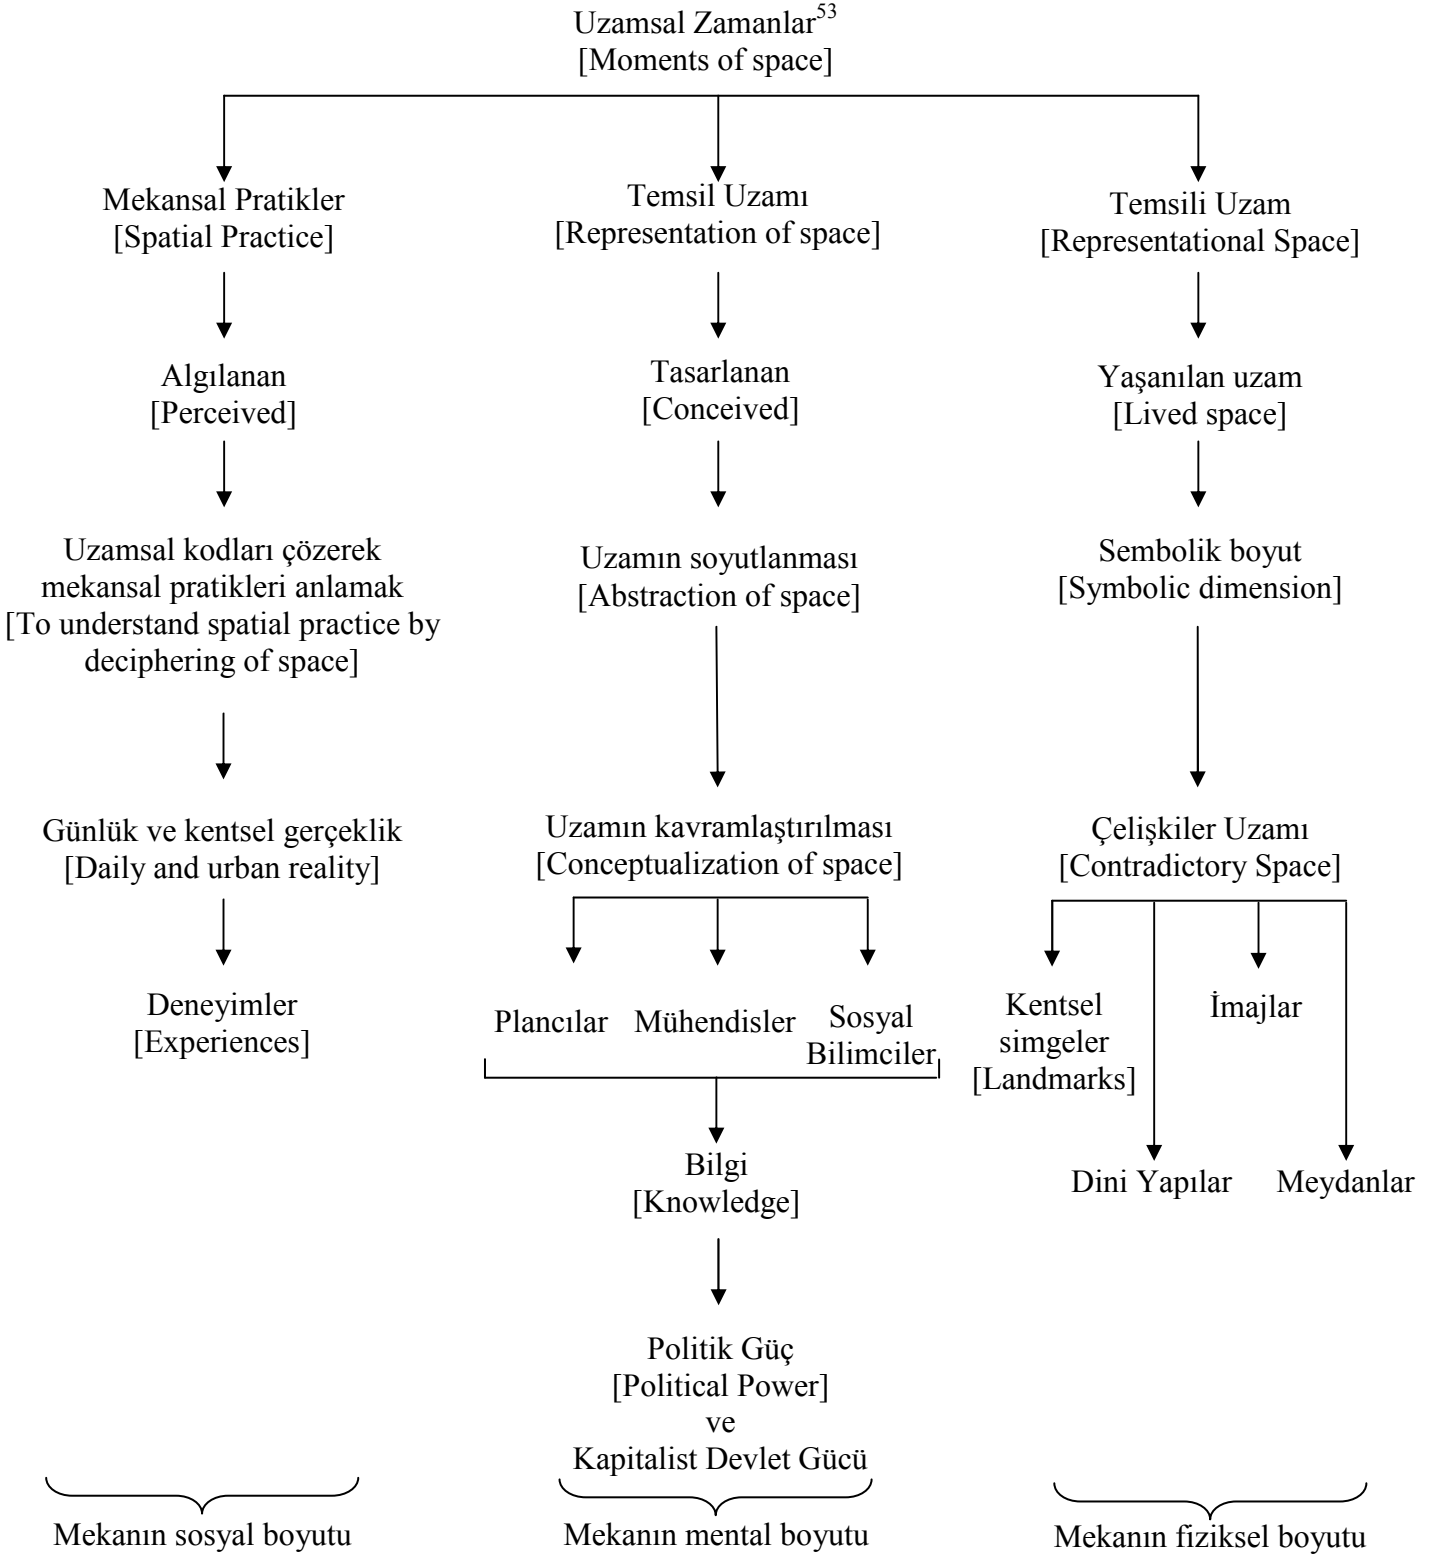 Uzamsal Zamanlar53
[Moments of space]
Mekansal Pratikler
[Spatial Practice]
Temsil Uzamı
[Representation of space]
Temsili Uzam
[Representational Space]
Algılanan
[Perceived]
Tasarlanan
[Conceived]
Yaşanılan uzam
[Lived space]
Uzamsal kodları çözerek
mekansal pratikleri anlamak
[To understand spatial practice by
deciphering of space]
Uzamın soyutlanması
[Abstraction of space]
Sembolik boyut
[Symbolic dimension]
Günlük ve kentsel gerçeklik
[Daily and urban reality]
Uzamın kavramlaştırılması
[Conceptualization of space]
Çelişkiler Uzamı
[Contradictory Space]
Deneyimler
[Experiences]
Plancılar
Mühendisler
Sosyal
Bilimciler
Kentsel
simgeler
[Landmarks]
İmajlar
Dini Yapılar
Meydanlar
Bilgi
[Knowledge]
Politik Güç
[Political Power]
ve
Kapitalist Devlet Gücü
Mekanın sosyal boyutu
Mekanın mental boyutu
Mekanın fiziksel boyutu